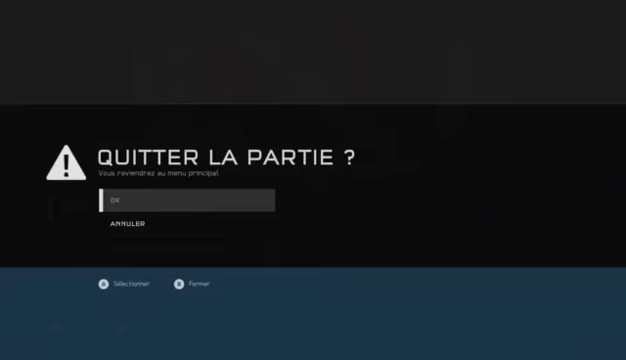 QUITTER LA PARTIE ?
Vous reviendrez au menu principal
OK
ANNULER
A Sélectionner B Fermer